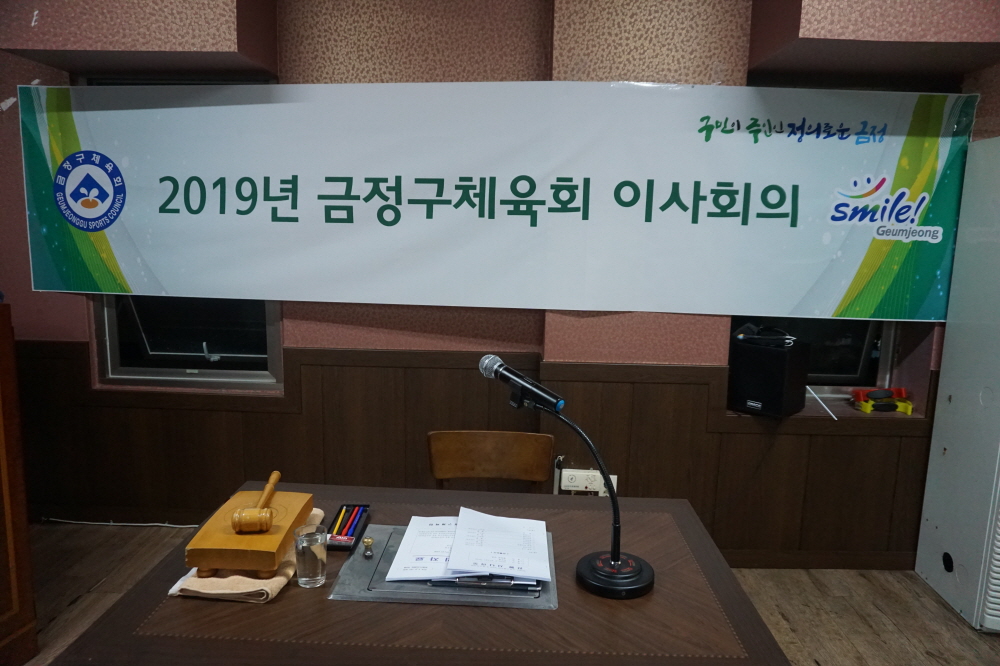 구민이 주인인 정의로운 금정
금정구체육회
GEUMJEONGGU SPORTS COUNCIL
2019년 금정구체육회 이사회의
smile!
Geumjeong